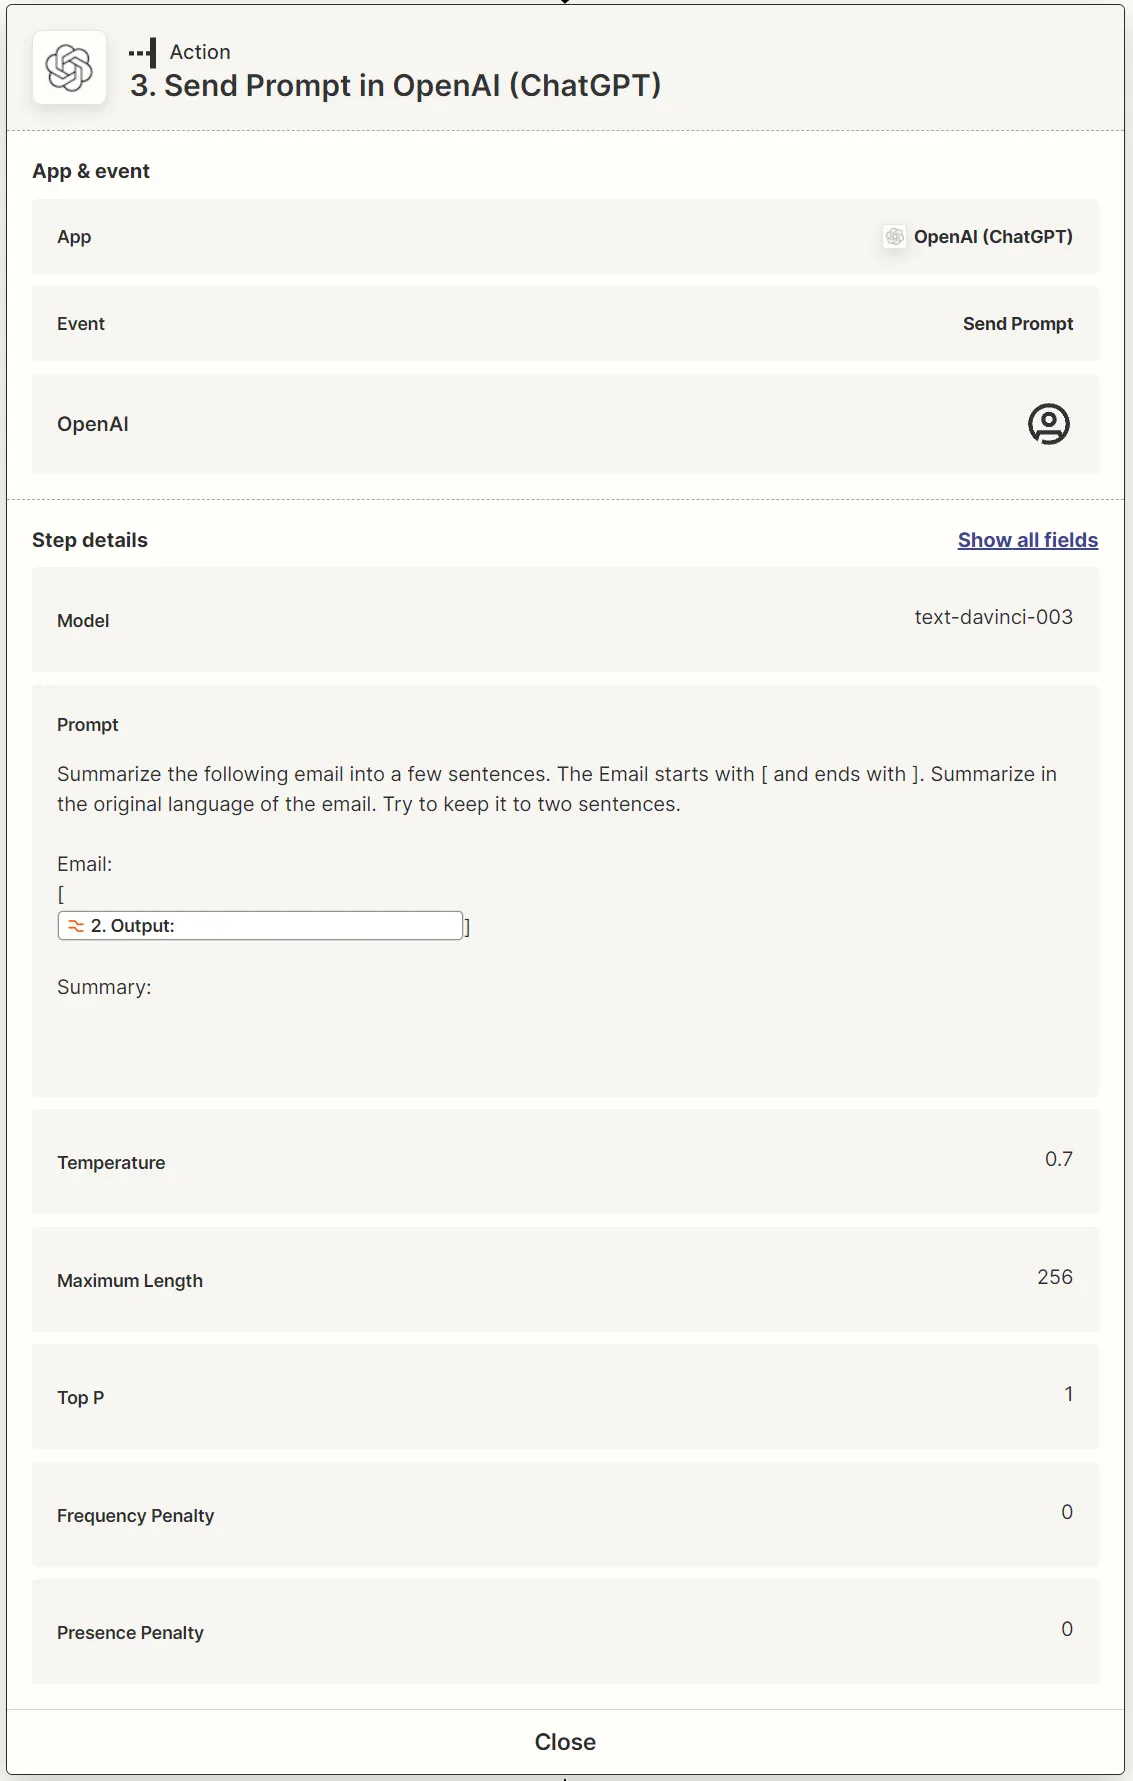 Action
3. Send Prompt in OpenAI (ChatGPT)
App & event
App
OpenAI (ChatGPT)
Event
Send Prompt
OpenAI
Step details
Show all fields
Model
text-davinci-003
Prompt
Summarize the following email into a few sentences. The Email starts with [ and ends with ]. Summarize in
the original language of the email. Try to keep it to two sentences.
Email:
[
2. Output: ]
Summary:
Temperature
0.7
Maximum Length
256
Top P
1
Frequency Penalty
0
Presence Penalty
0
Close